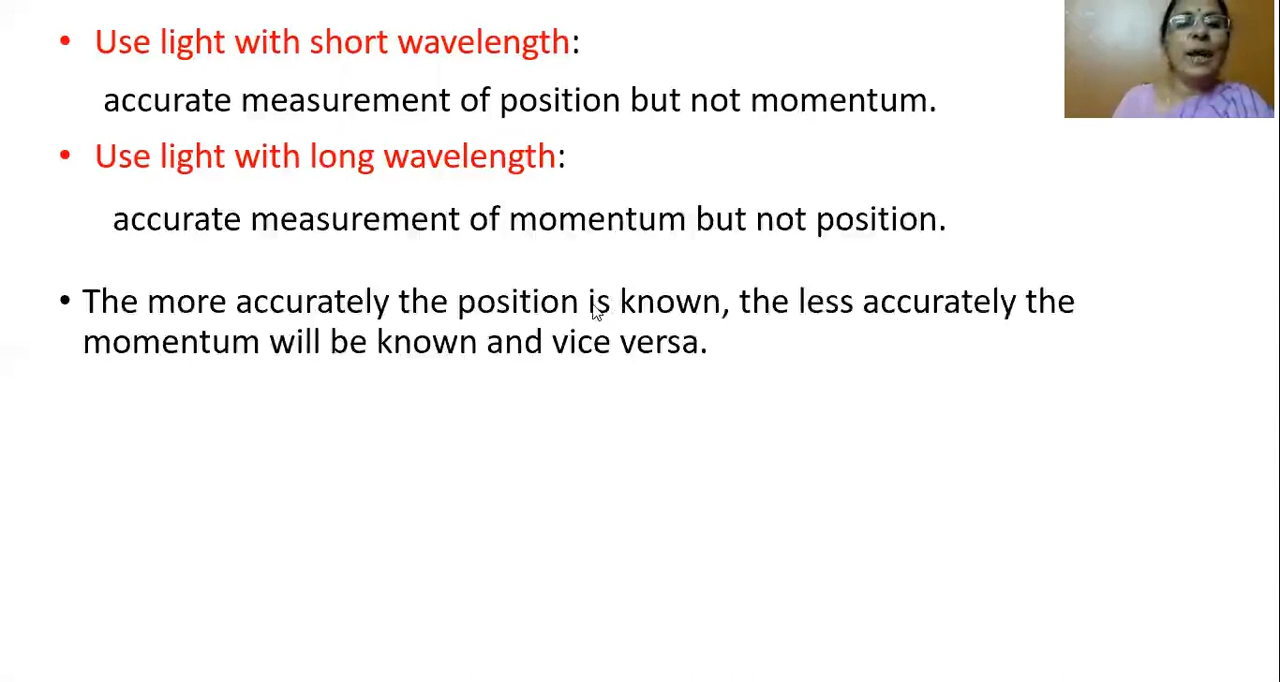 • Use light with short wavelength:
accurate measurement of position but not momentum.
• Use light with long wavelength:
accurate measurement of momentum but not position.
• The more accurately the position is known, the less accurately the
momentum will be known and vice versa.